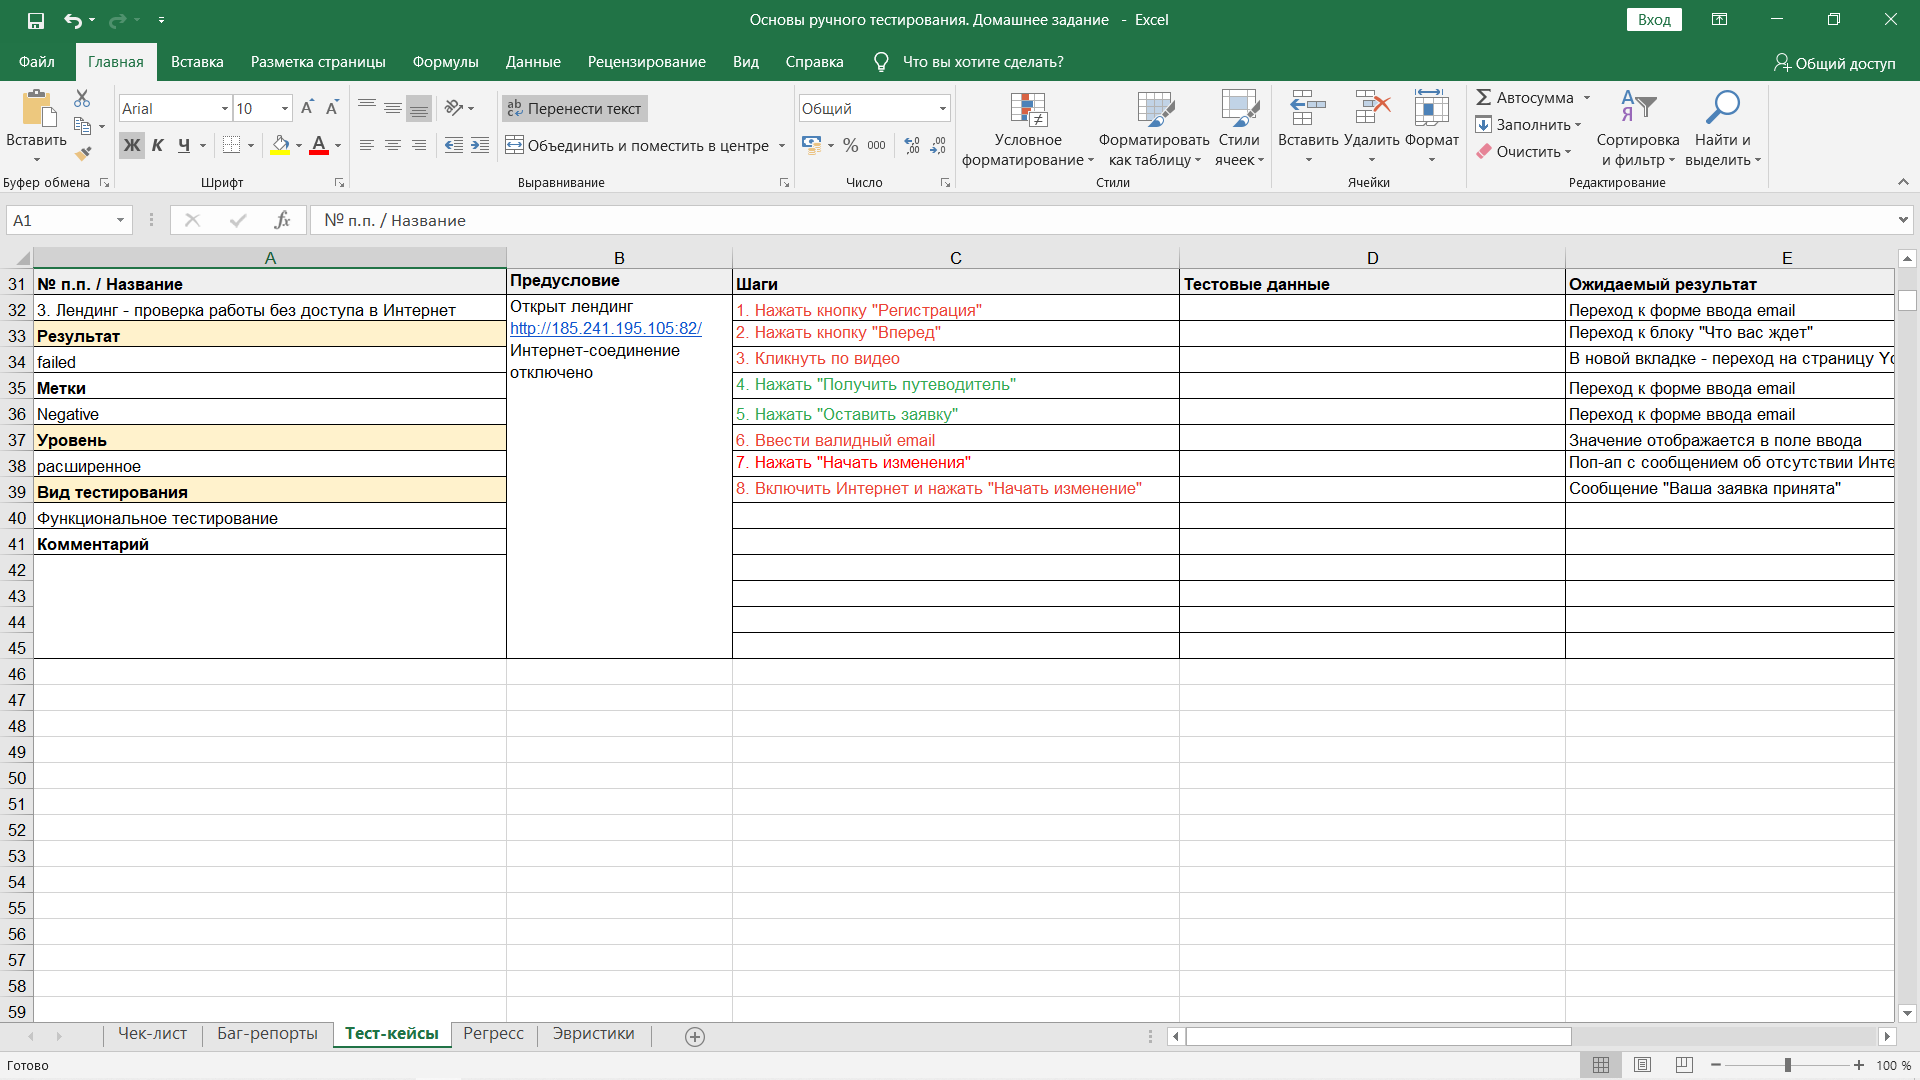 Основы ручного тестирования. Домашнее задание - Excel
Вход
Файл Главная Вставка Разметка страницы Формулы Данные Рецензирование Вид Справка Что вы хотите сделать? Общий доступ
Вставить
Буфер обмена
Arial 10
Ж К Ч А
Шрифт
Перенести текст
Объединить и поместить в центре
Выравнивание
Общий
% 000
Число
Условное форматирование
Форматировать как таблицу
Стили ячеек
Стили
Вставить Удалить Формат
Ячейки
Автосумма
Заполнить
Очистить
Сортировка и фильтр
Найти и выделить
Редактирование
A1 fx № п.п. / Название
A B C D E
31 № п.п. / Название Предусловие Шаги Тестовые данные Ожидаемый результат
32 3. Лендинг - проверка работы без доступа в Интернет Открыт лендинг 1. Нажать кнопку "Регистрация" Переход к форме ввода email
33 Результат http://185.241.195.105:82/ 2. Нажать кнопку "Вперед" Переход к блоку "Что вас ждет"
34 failed Интернет-соединение 3. Кликнуть по видео В новой вкладке - переход на страницу Yo
35 Метки отключено 4. Нажать "Получить путеводитель" Переход к форме ввода email
36 Negative 5. Нажать "Оставить заявку" Переход к форме ввода email
37 Уровень 6. Ввести валидный email Значение отображается в поле ввода
38 расширенное 7. Нажать "Начать изменения" Поп-ап с сообщением об отсутствии Инте
39 Вид тестирования 8. Включить Интернет и нажать "Начать изменение" Сообщение "Ваша заявка принята"
40 Функциональное тестирование
41 Комментарий
42
43
44
45
46
47
48
49
50
51
52
53
54
55
56
57
58
59
Чек-лист Баг-репорты Тест-кейсы Регресс Эвристики
Готово 100 %